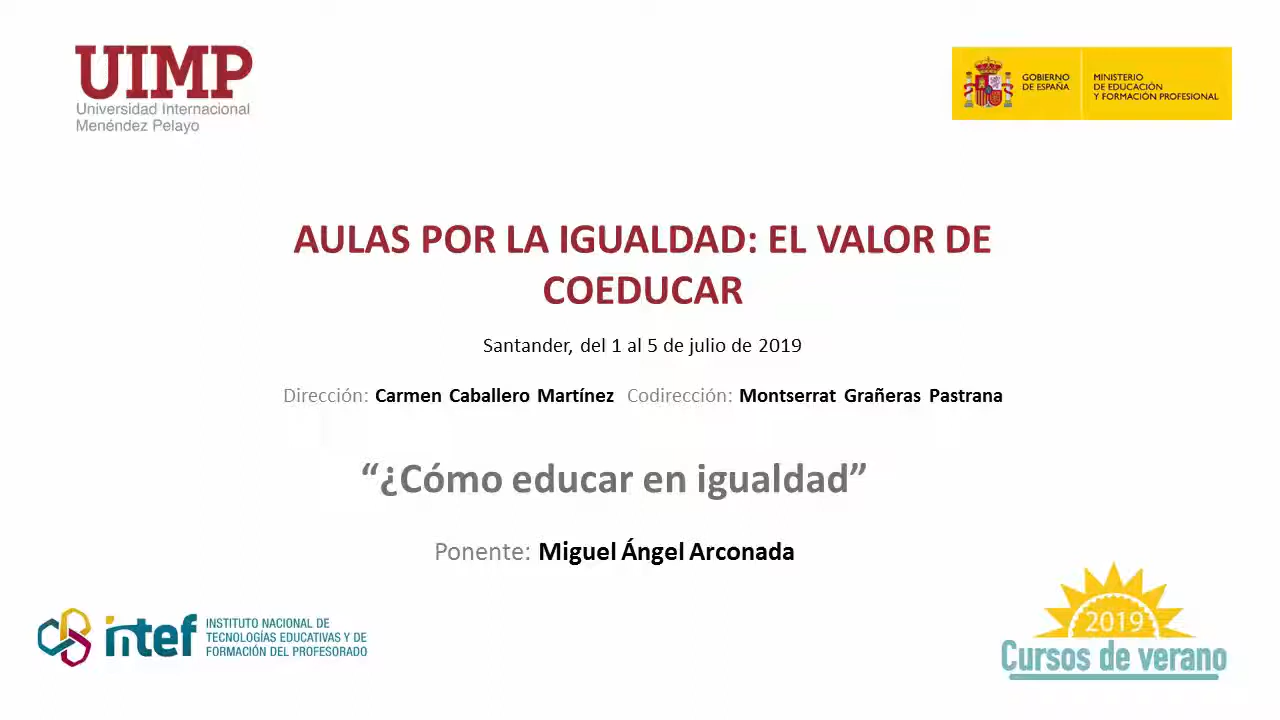 UIMP
Universidad Internacional
Menéndez Pelayo
GOBIERNO
DE ESPAÑA
MINISTERIO
DE EDUCACIÓN
Y FORMACIÓN PROFESIONAL
AULAS POR LA IGUALDAD: EL VALOR DE
COEDUCAR
Santander, del 1 al 5 de julio de 2019
Dirección: Carmen Caballero Martínez Codirección: Montserrat Grañeras Pastrana
“¿Cómo educar en igualdad”
Ponente: Miguel Ángel Arconada
intef
INSTITUTO NACIONAL DE
TECNOLOGÍAS EDUCATIVAS Y DE
FORMACIÓN DEL PROFESORADO
2019
Cursos de verano